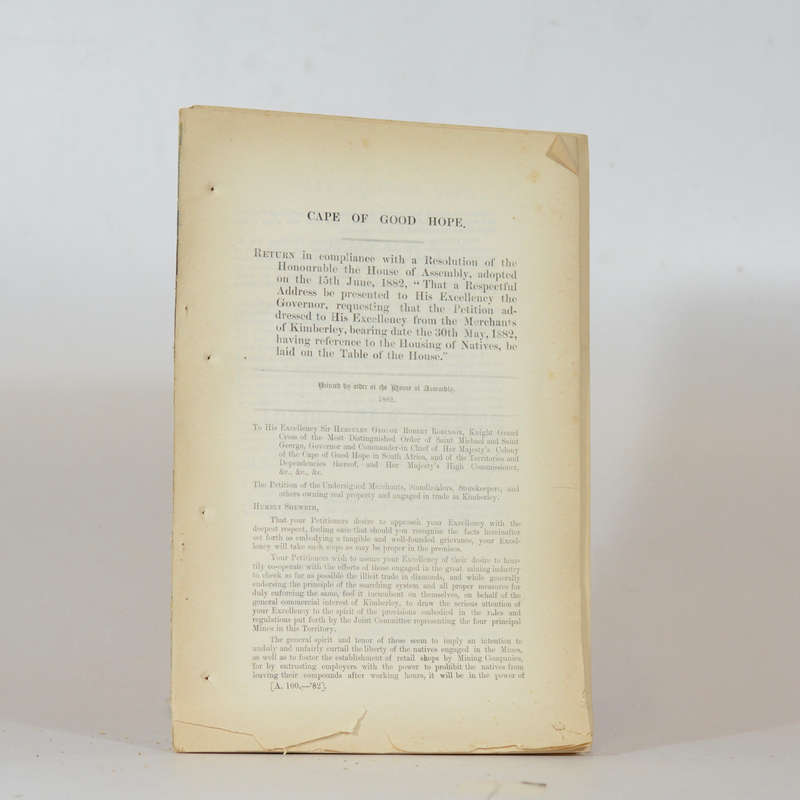 CAPE OF GOOD HOPE.
RETURN in compliance with a Resolution of the
Honourable the House of Assembly, adopted
on the 15th June, 1882, "That a Respectful
Address be presented to His Excellency the
Governor, requesting that the Petition ad-
dressed to His Excellency from the Merchants
of Kimberley, bearing date the 30th May, 1882,
having reference to the Housing of Natives, be
laid on the Table of the House."
Printed by order of the House of Assembly.
1882.
To His Excellency Sir HERCULES GEORGE ROBERT ROBINSON, Knight Grand
Cross of the Most Distinguished Order of Saint Michael and Saint
George, Governor and Commander-in Chief of Her Majesty's Colony
of the Cape of Good Hope in South Africa, and of the Territories and
Dependencies thereof, and Her Majesty's High Commissioner,
&c., &c., &c.
The Petition of the Undersigned Merchants, Standholders, Storekeepers, and
others owning real property and engaged in trade in Kimberley.
HUMBLY SHEWETH,
That your Petitioners desire to approach your Excellency with the
deepest respect, feeling sure that should you recognise the facts hereinafter
set forth as embodying a tangible and well-founded grievance, your Excel-
lency will take such steps as may be proper in the premises.
Your Petitioners wish to assure your Excellency of their desire to hear-
tily co-operate with the efforts of those engaged in the great mining industry
to check as far as possible the illicit trade in diamonds, and while generally
endorsing the principle of the searching system, and all proper measures for
duly enforcing the same, feel it incumbent on themselves, on behalf of the
general commercial interest of Kimberley, to draw the serious attention of
your Excellency to the spirit of the provisions embodied in the rules and
regulations put forth by the Joint Committee representing the four principal
Mines in this Territory.
The general spirit and tenor of these seem to imply an intention to
unduly and unfairly curtail the liberty of the natives engaged in the Mines,
as well as to foster the establishment of retail shops by Mining Companies,
for by entrusting employers with the power to prohibit the natives from
leaving their compounds after working hours, it will be in the power of
[A. 100,—'82].